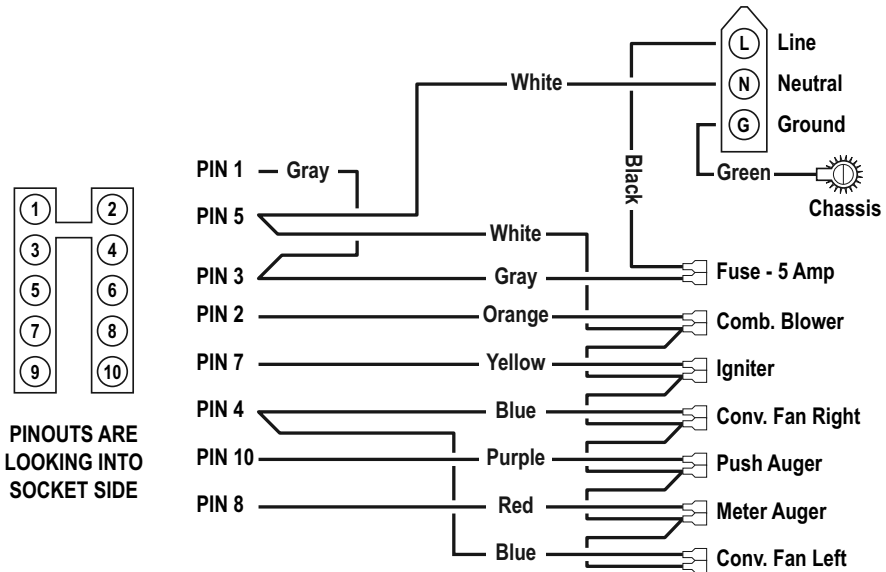 L Line
White N Neutral
G Ground
PIN 1 Gray Black Green
1 2 PIN 5 Chassis
White
3 4
PIN 3 Gray Fuse - 5 Amp
5 6
PIN 2 Orange Comb. Blower
7 8
PIN 7 Yellow Igniter
9 10
PIN 4 Blue Conv. Fan Right
PINOUTS ARE
LOOKING INTO
SOCKET SIDE
PIN 10 Purple Push Auger
PIN 8 Red Meter Auger
Blue Conv. Fan Left